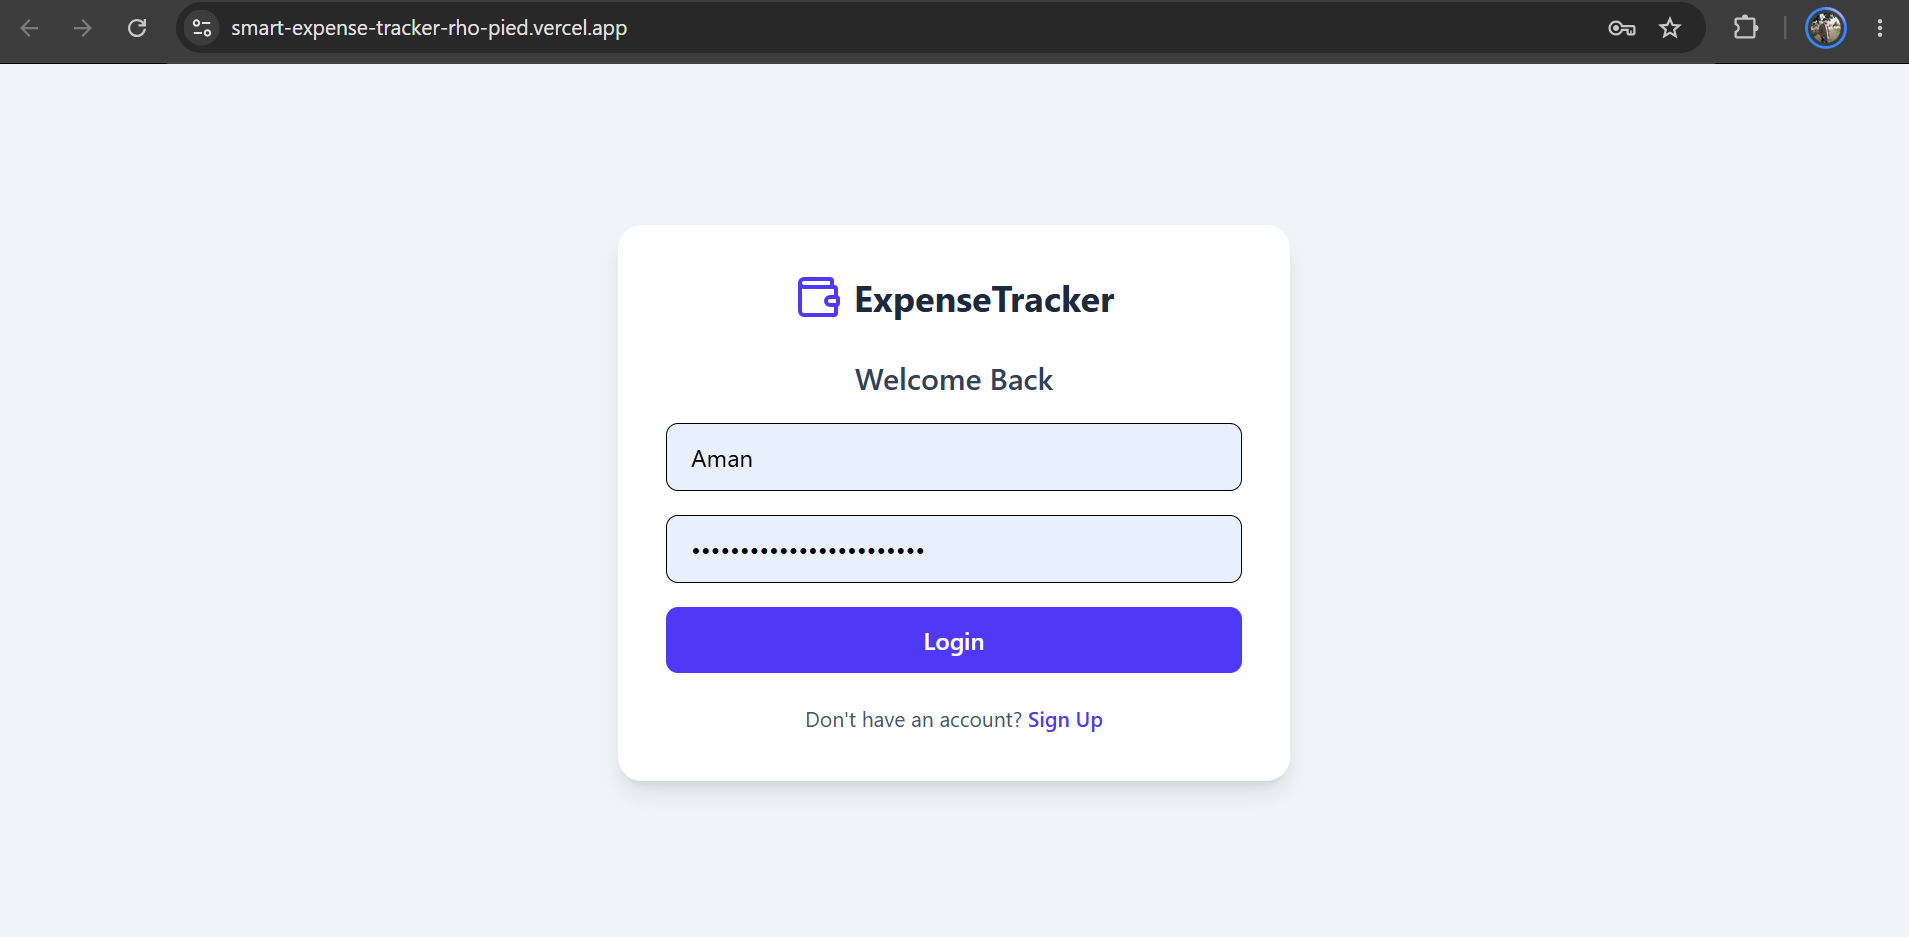 smart-expense-tracker-rho-pied.vercel.app
ExpenseTracker
Welcome Back
Aman
••••••••••••••••••••••••
Login
Don't have an account? Sign Up